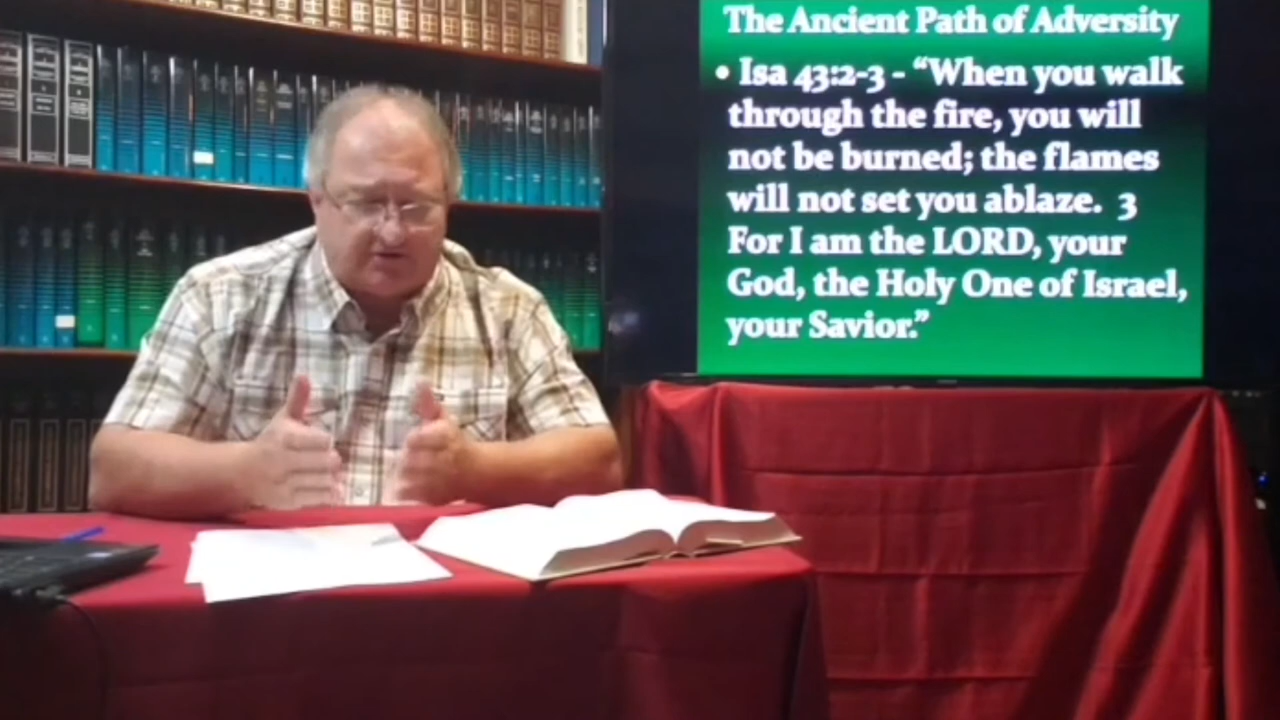 The Ancient Path of Adversity
• Isa 43:2-3 - “When you walk
through the fire, you will
not be burned; the flames
will not set you ablaze. 3
For I am the LORD, your
God, the Holy One of Israel,
your Savior.”